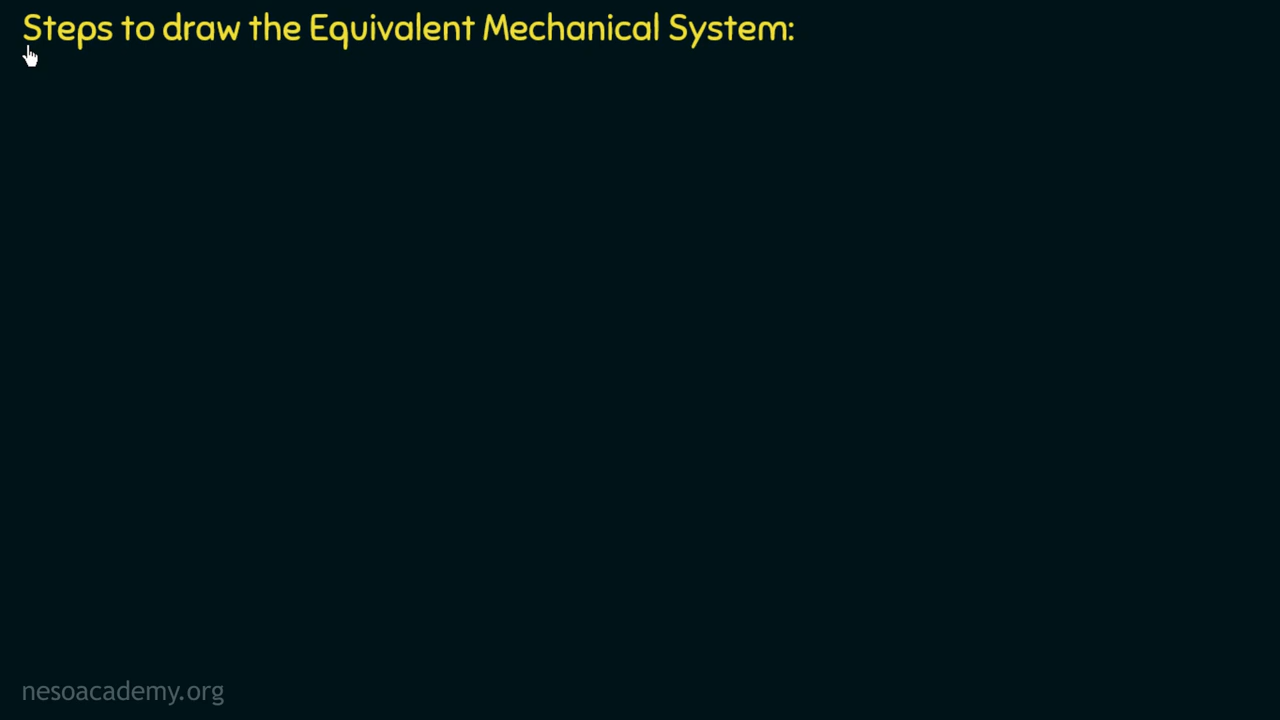 Steps to draw the Equivalent Mechanical System:
nesoacademy.org